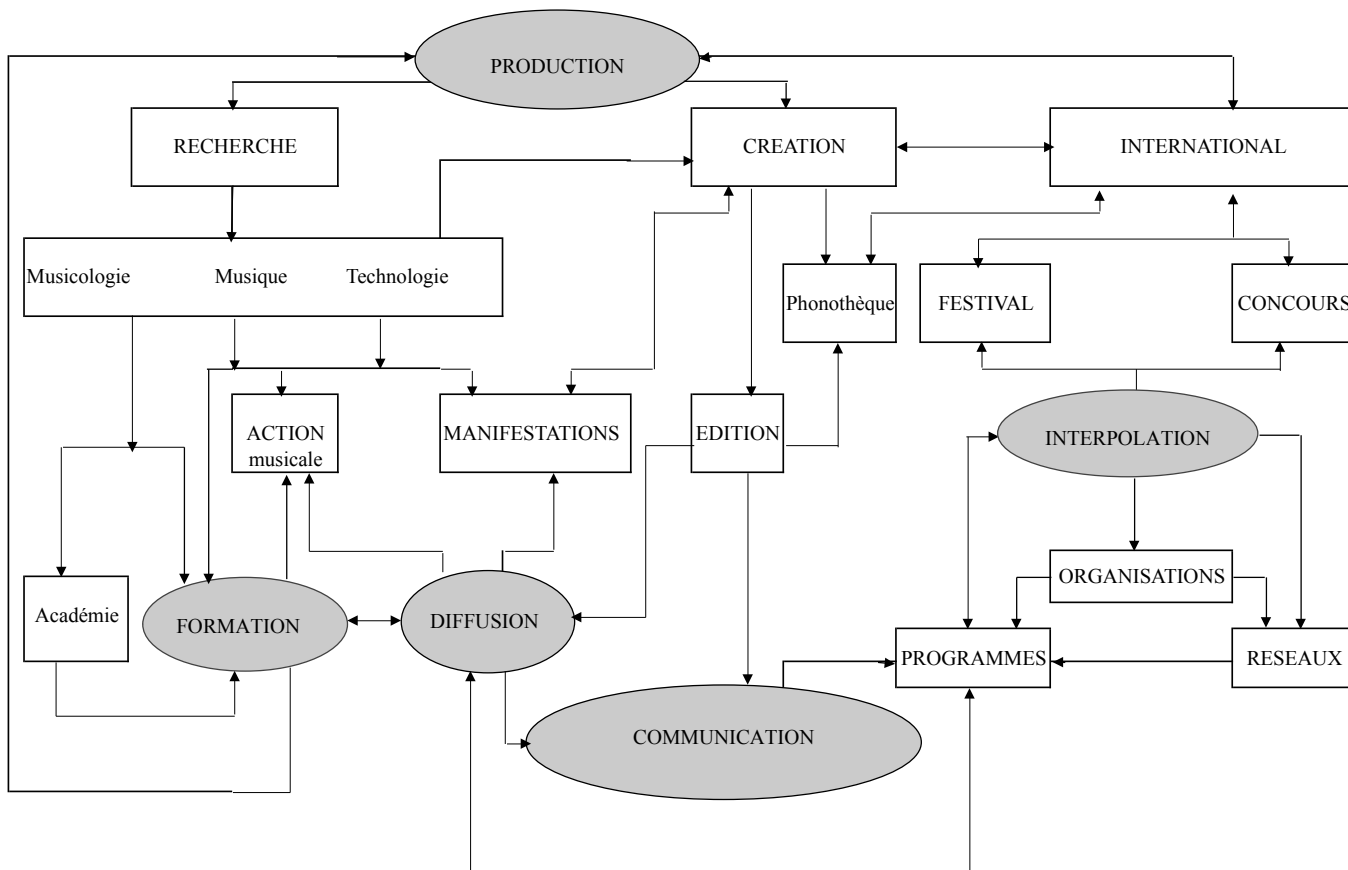 PRODUCTION
RECHERCHE
CREATION
INTERNATIONAL
Musicologie Musique Technologie
Phonothèque
FESTIVAL
CONCOURS
ACTION
musicale
MANIFESTATIONS
EDITION
INTERPOLATION
ORGANISATIONS
Académie
FORMATION
DIFFUSION
PROGRAMMES
RESEAUX
COMMUNICATION